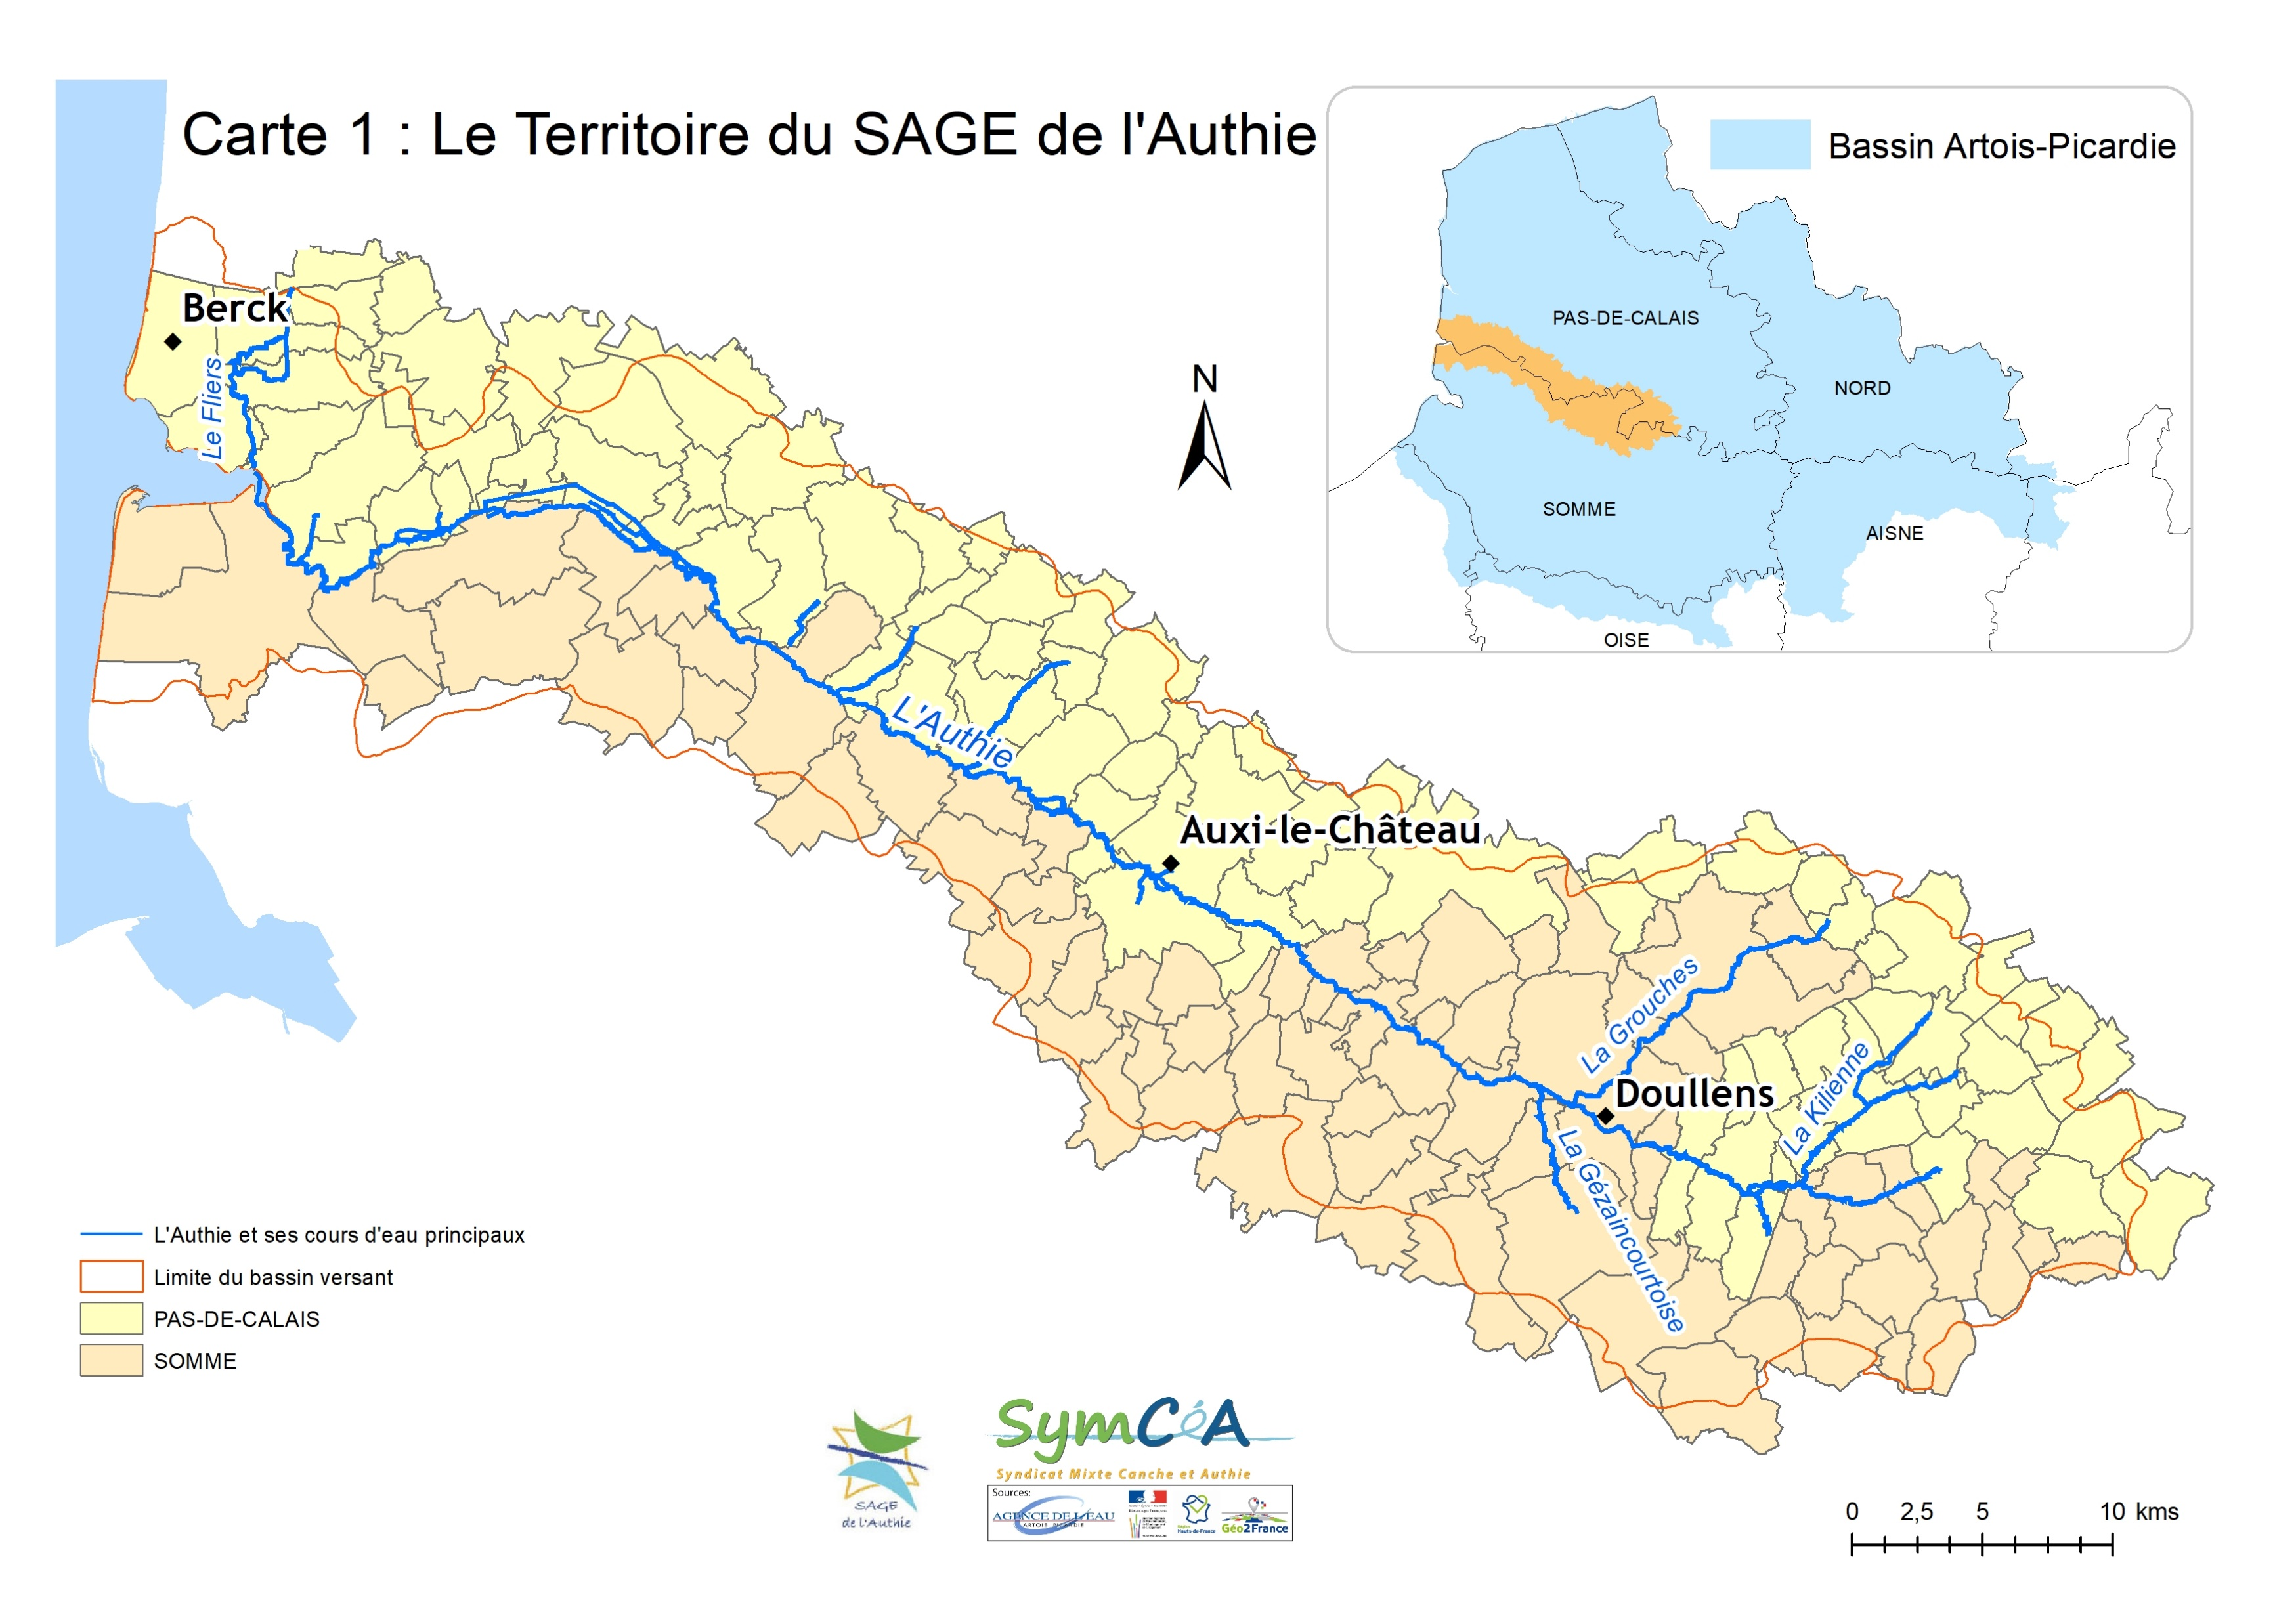 Carte 1 : Le Territoire du SAGE de l'Authie
Bassin Artois-Picardie
PAS-DE-CALAIS
NORD
SOMME
AISNE
OISE
N
Berck
Le Fliers
L'Authie
Auxi-le-Château
La Grouches
Doullens
La Kilienne
La Gézaincourtoise
L'Authie et ses cours d'eau principaux
Limite du bassin versant
PAS-DE-CALAIS
SOMME
SAGE
de l'Authie
SymCéA
Syndicat Mixte Canche et Authie
Sources:
AGENCE DE L'EAU
ARTOIS PICARDIE
Hauts-de-France
Géo2France
0 2,5 5 10 kms